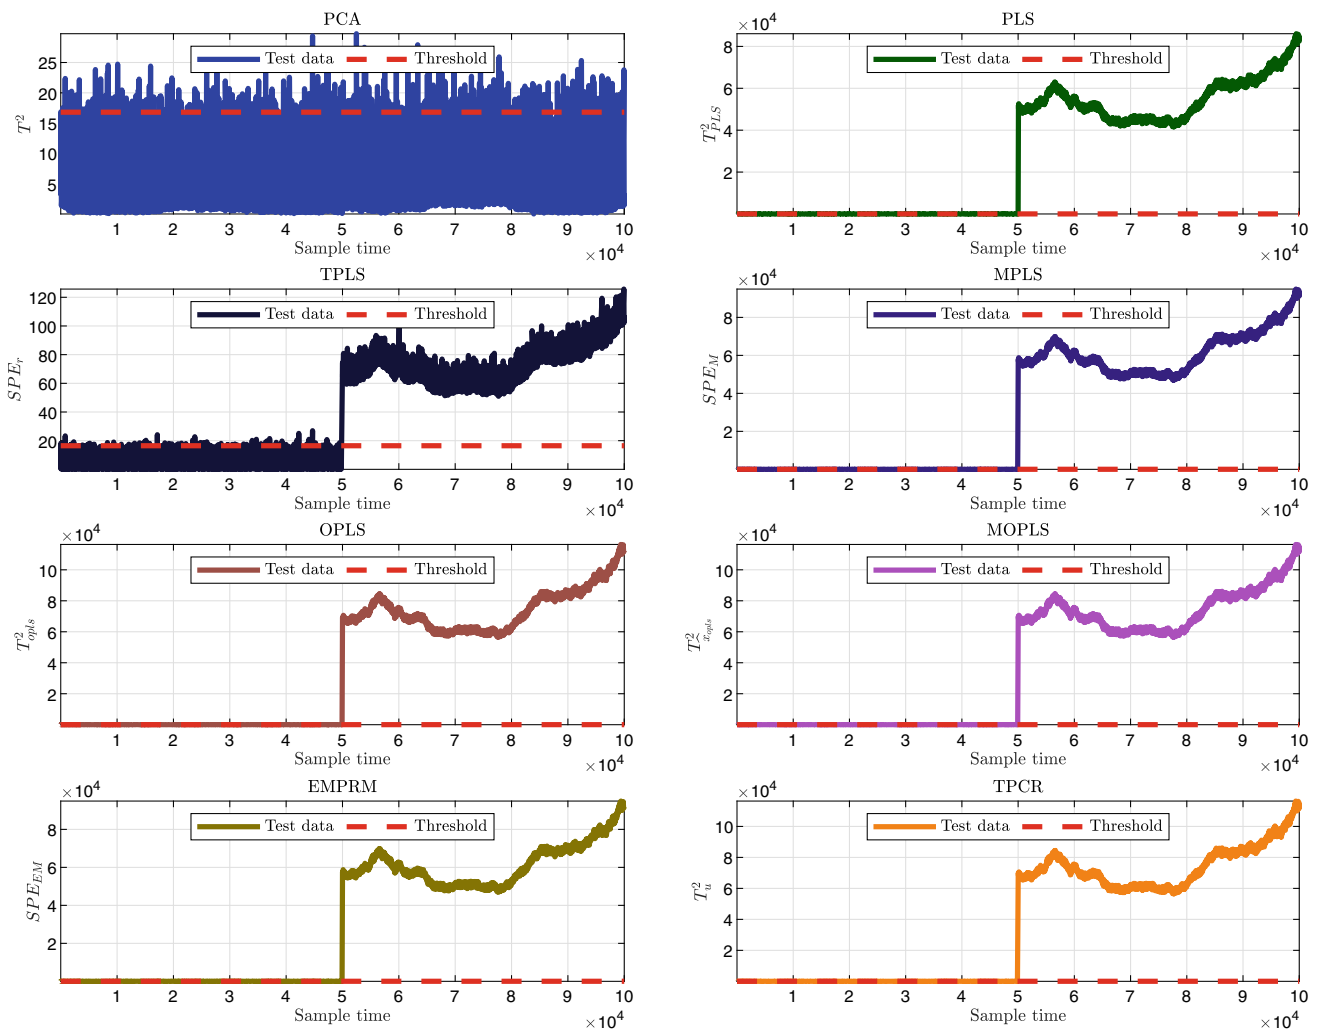 PCA
Test data Threshold
25
20
15
10
5
T²
1 2 3 4 5 6 7 8 9 10
Sample time
×10⁴
PLS
×10⁴
Test data Threshold
8
6
4
2
T²_PLS
1 2 3 4 5 6 7 8 9 10
Sample time
×10⁴
TPLS
Test data Threshold
120
100
80
60
40
20
SPE_r
1 2 3 4 5 6 7 8 9 10
Sample time
×10⁴
MPLS
×10⁴
Test data Threshold
8
6
4
2
SPE_M
1 2 3 4 5 6 7 8 9 10
Sample time
×10⁴
OPLS
×10⁴
Test data Threshold
10
8
6
4
2
T²_opls
1 2 3 4 5 6 7 8 9 10
Sample time
×10⁴
MOPLS
×10⁴
Test data Threshold
10
8
6
4
2
T²_x̂_opls
1 2 3 4 5 6 7 8 9 10
Sample time
×10⁴
EMPRM
×10⁴
Test data Threshold
8
6
4
2
SPE_EM
1 2 3 4 5 6 7 8 9 10
Sample time
×10⁴
TPCR
×10⁴
Test data Threshold
10
8
6
4
2
T²_u
1 2 3 4 5 6 7 8 9 10
Sample time
×10⁴